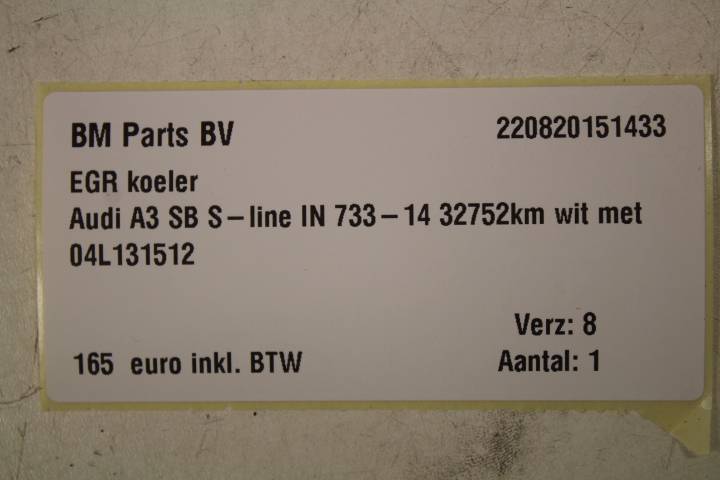 BM Parts BV 220820151433
EGR koeler
Audi A3 SB S-line IN 733-14 32752km wit met
04L131512
Verz: 8
165 euro inkl. BTW Aantal: 1